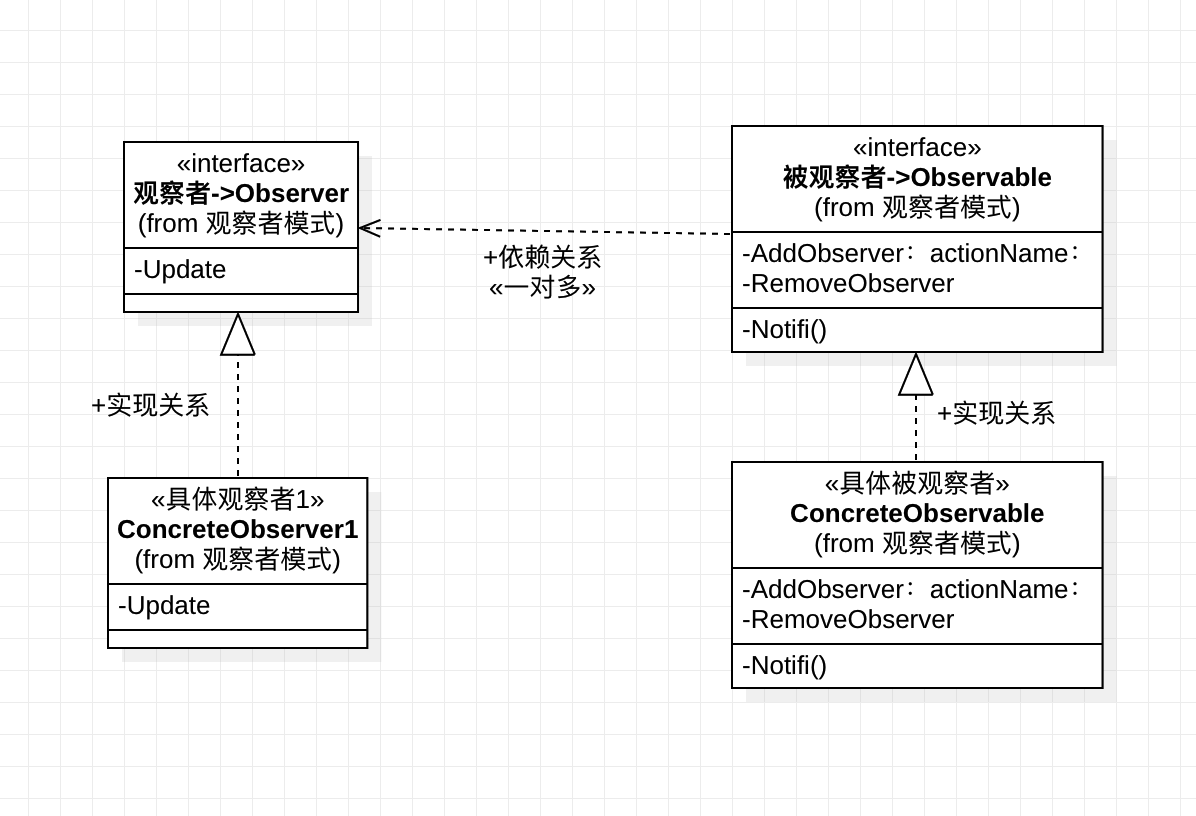 «interface»
观察者->Observer
(from 观察者模式)
-Update
«interface»
被观察者->Observable
(from 观察者模式)
-AddObserver：actionName：
-RemoveObserver
-Notifi()
+依赖关系
«一对多»
+实现关系
+实现关系
«具体观察者1»
ConcreteObserver1
(from 观察者模式)
-Update
«具体被观察者»
ConcreteObservable
(from 观察者模式)
-AddObserver：actionName：
-RemoveObserver
-Notifi()